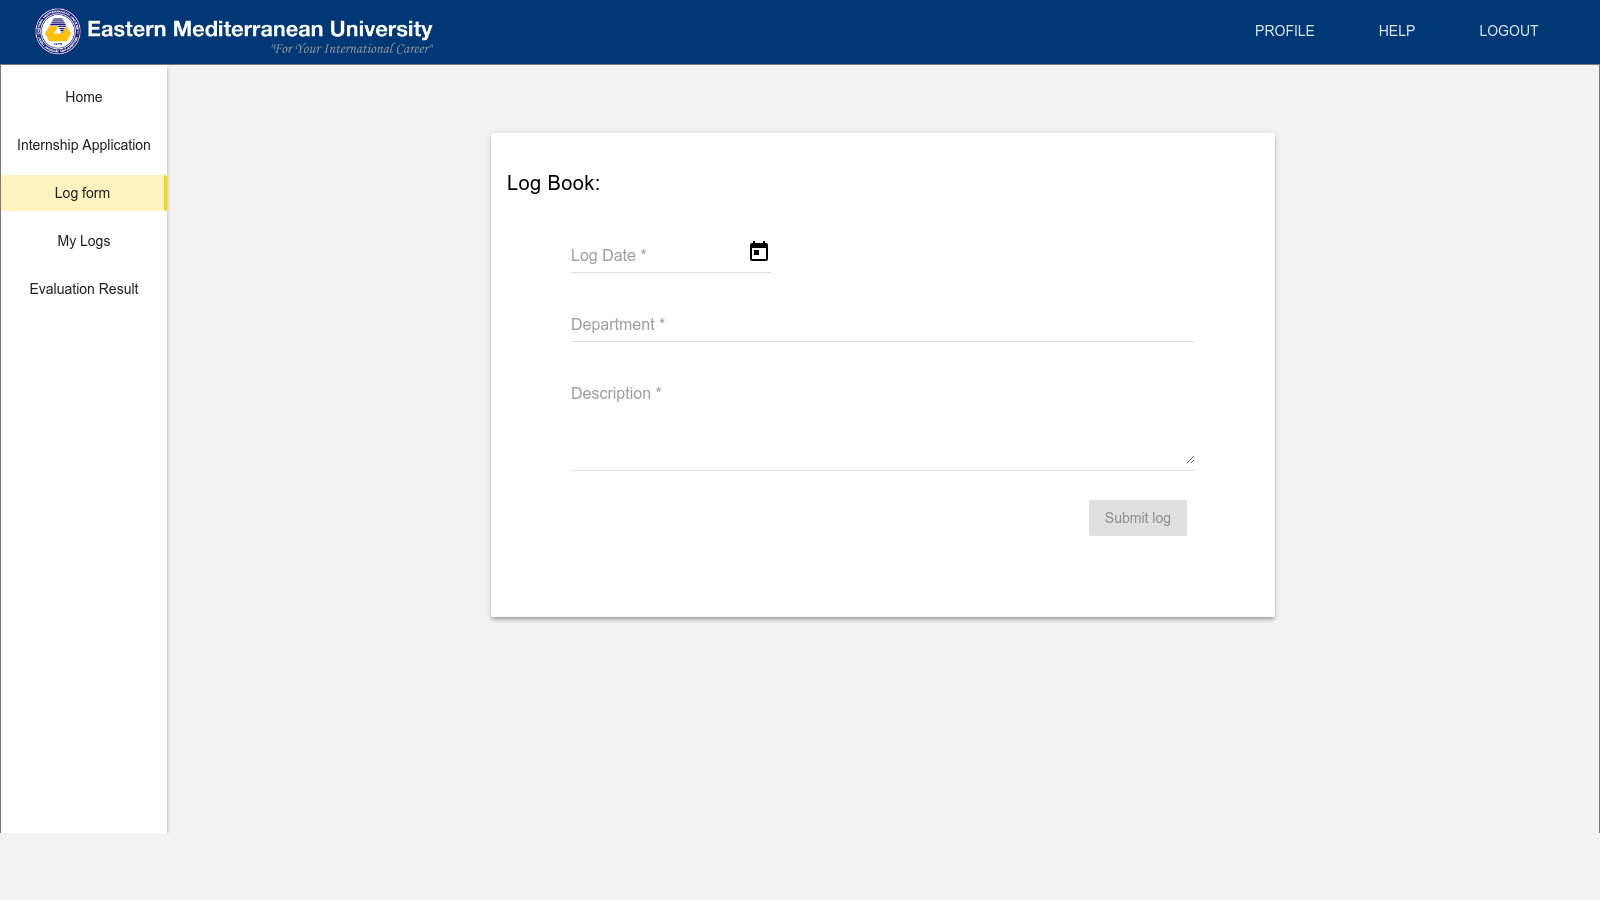 Eastern Mediterranean University
"For Your International Career"
PROFILE HELP LOGOUT
Home
Internship Application
Log form
My Logs
Evaluation Result
Log Book:
Log Date *
Department *
Description *
Submit log